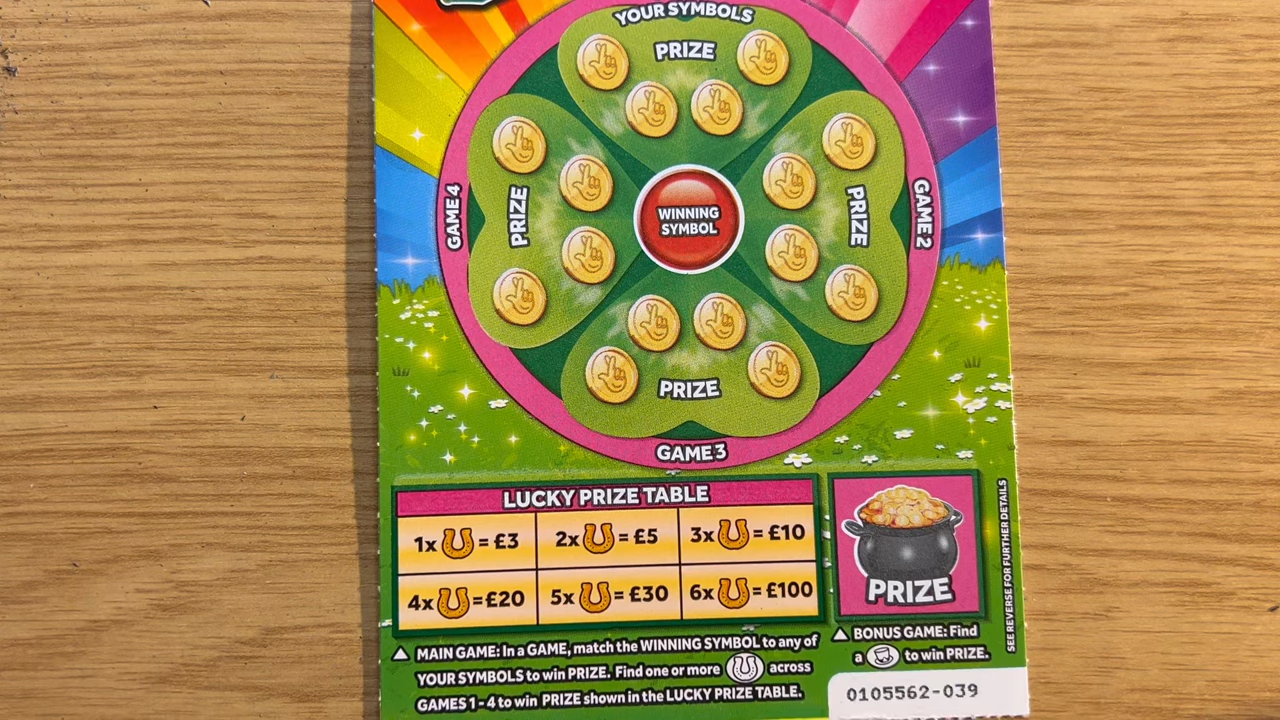 YOUR SYMBOLS
PRIZE
GAME 4
PRIZE
WINNING
SYMBOL
PRIZE
GAME 2
PRIZE
GAME 3
LUCKY PRIZE TABLE
1x = £3
2x = £5
3x = £10
4x = £20
5x = £30
6x = £100
PRIZE
SEE REVERSE FOR FURTHER DETAILS
MAIN GAME: In a GAME, match the WINNING SYMBOL to any of
YOUR SYMBOLS to win PRIZE. Find one or more across
GAMES 1 - 4 to win PRIZE shown in the LUCKY PRIZE TABLE.
BONUS GAME: Find
a to win PRIZE.
0105562-039